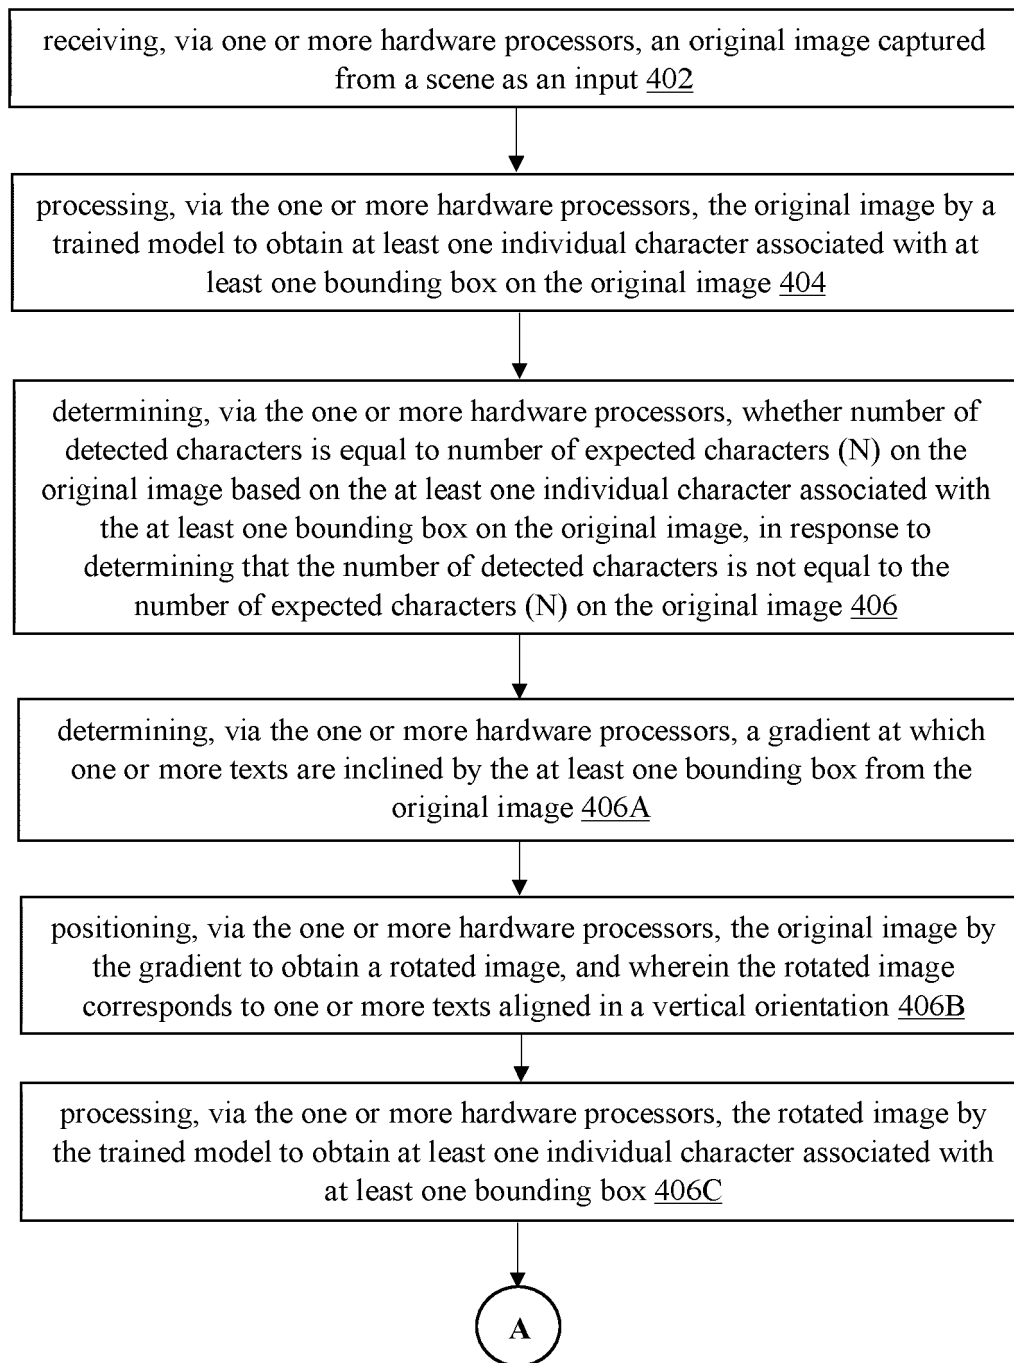 receiving, via one or more hardware processors, an original image captured
from a scene as an input 402
processing, via the one or more hardware processors, the original image by a
trained model to obtain at least one individual character associated with at
least one bounding box on the original image 404
determining, via the one or more hardware processors, whether number of
detected characters is equal to number of expected characters (N) on the
original image based on the at least one individual character associated with
the at least one bounding box on the original image, in response to
determining that the number of detected characters is not equal to the
number of expected characters (N) on the original image 406
determining, via the one or more hardware processors, a gradient at which
one or more texts are inclined by the at least one bounding box from the
original image 406A
positioning, via the one or more hardware processors, the original image by
the gradient to obtain a rotated image, and wherein the rotated image
corresponds to one or more texts aligned in a vertical orientation 406B
processing, via the one or more hardware processors, the rotated image by
the trained model to obtain at least one individual character associated with
at least one bounding box 406C
A